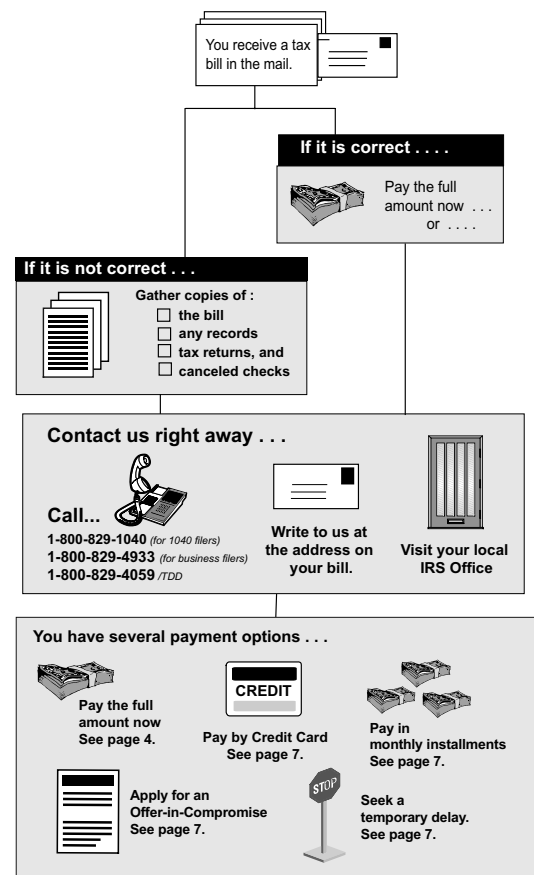 You receive a tax
bill in the mail.
If it is correct . . . .
Pay the full
amount now . . .
or . . . .
If it is not correct . . .
Gather copies of :
the bill
any records
tax returns, and
canceled checks
Contact us right away . . .
Call...
1-800-829-1040 (for 1040 filers)
1-800-829-4933 (for business filers)
1-800-829-4059 /TDD
Write to us at
the address on
your bill.
Visit your local
IRS Office
You have several payment options . . .
Pay the full
amount now
See page 4.
CREDIT
Pay by Credit Card
See page 7.
Pay in
monthly installments
See page 7.
Apply for an
Offer-in-Compromise
See page 7.
STOP
Seek a
temporary delay.
See page 7.